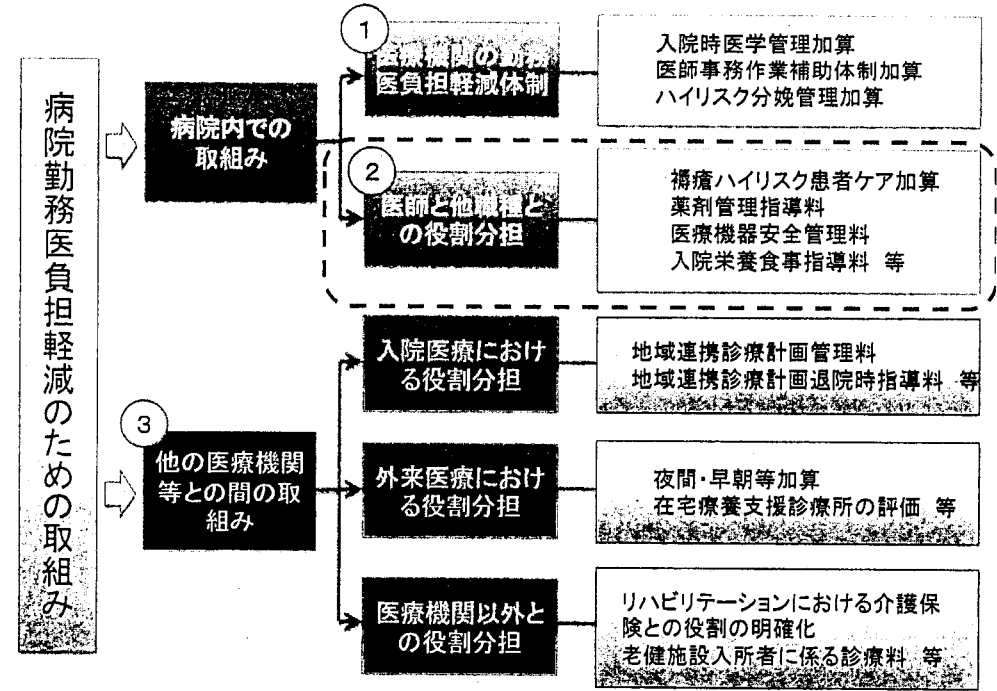 病院勤務医負担軽減のための取組み
病院内での
取組み
1
医療機関の勤務
医負担軽減体制
入院時医学管理加算
医師事務作業補助体制加算
ハイリスク分娩管理加算
2
医師と他職種と
の役割分担
褥瘡ハイリスク患者ケア加算
薬剤管理指導料
医療機器安全管理料
入院栄養食事指導料 等
3
他の医療機関
等との間の取
組み
入院医療におけ
る役割分担
地域連携診療計画管理料
地域連携診療計画退院時指導料 等
外来医療におけ
る役割分担
夜間・早朝等加算
在宅療養支援診療所の評価 等
医療機関以外と
の役割分担
リハビリテーションにおける介護保
険との役割の明確化
老健施設入所者に係る診療料 等